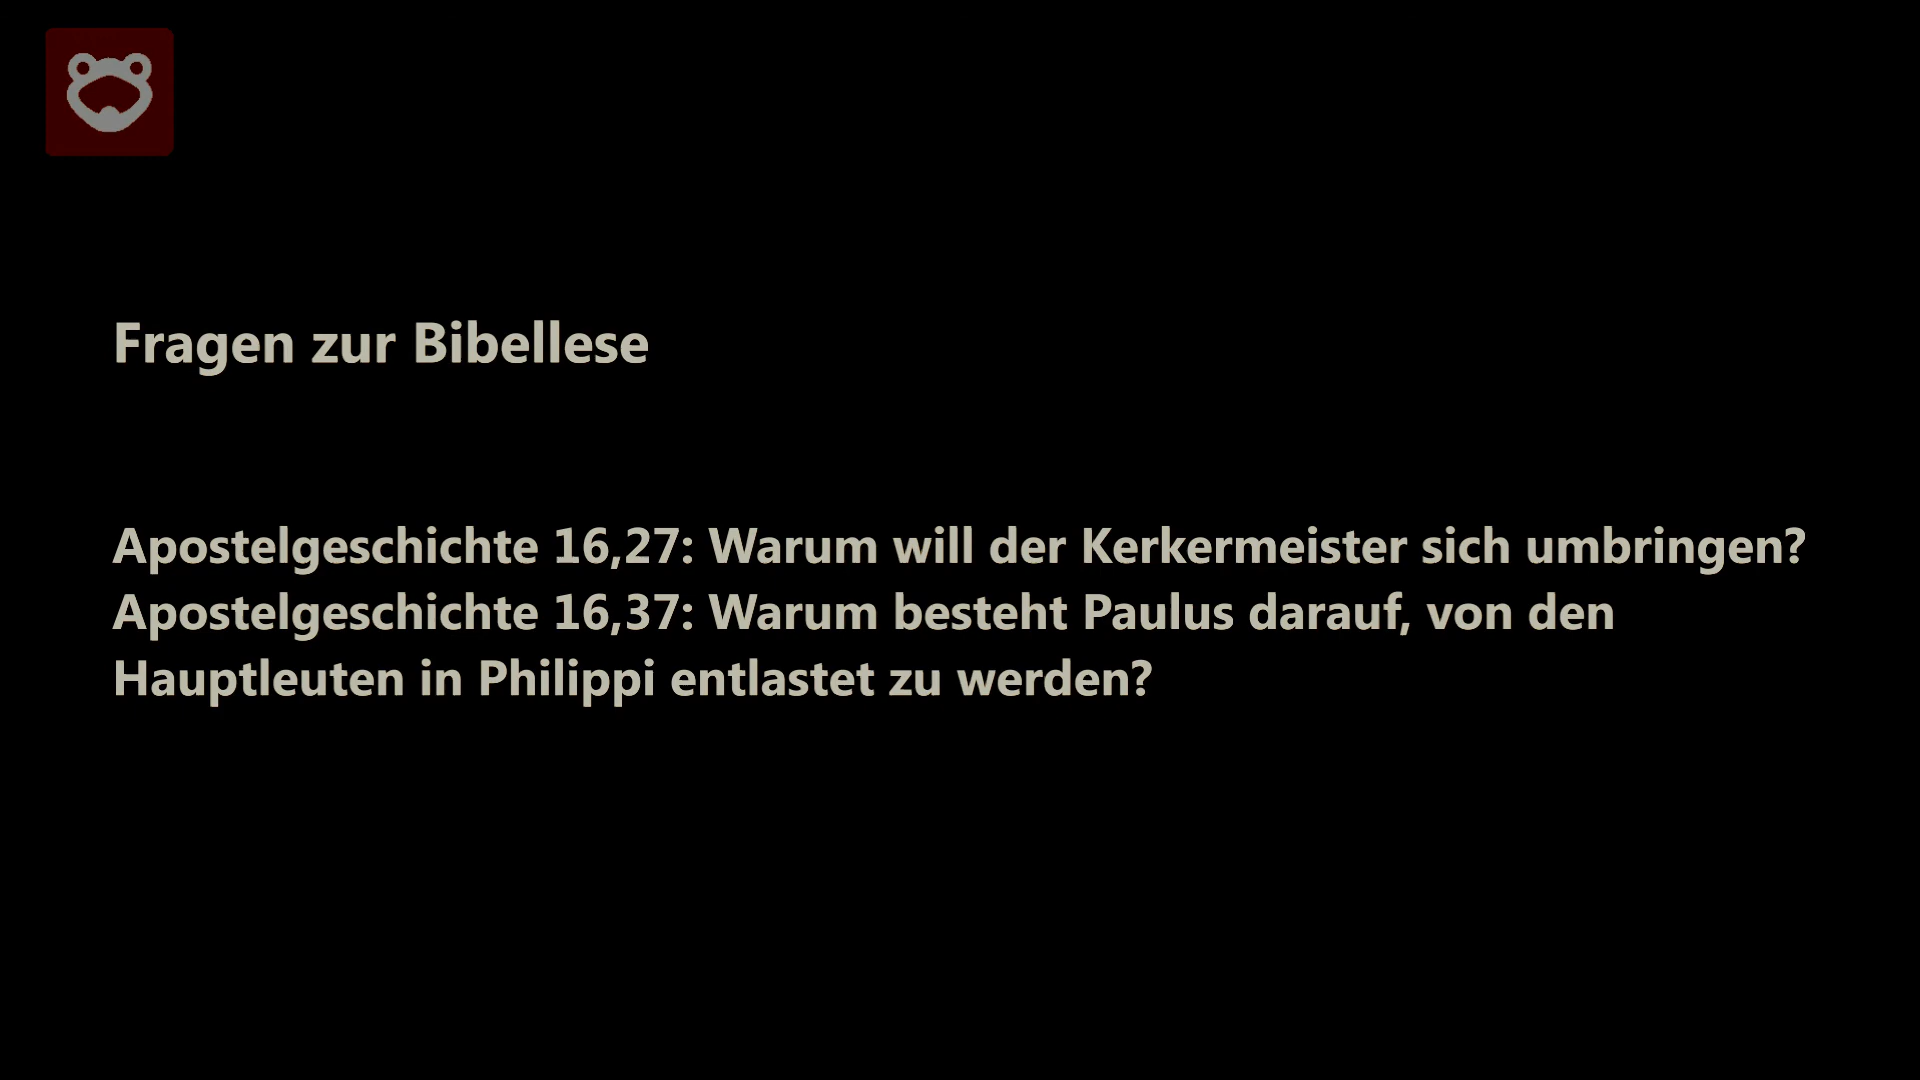 Fragen zur Bibellese
Apostelgeschichte 16,27: Warum will der Kerkermeister sich umbringen?
Apostelgeschichte 16,37: Warum besteht Paulus darauf, von den
Hauptleuten in Philippi entlastet zu werden?